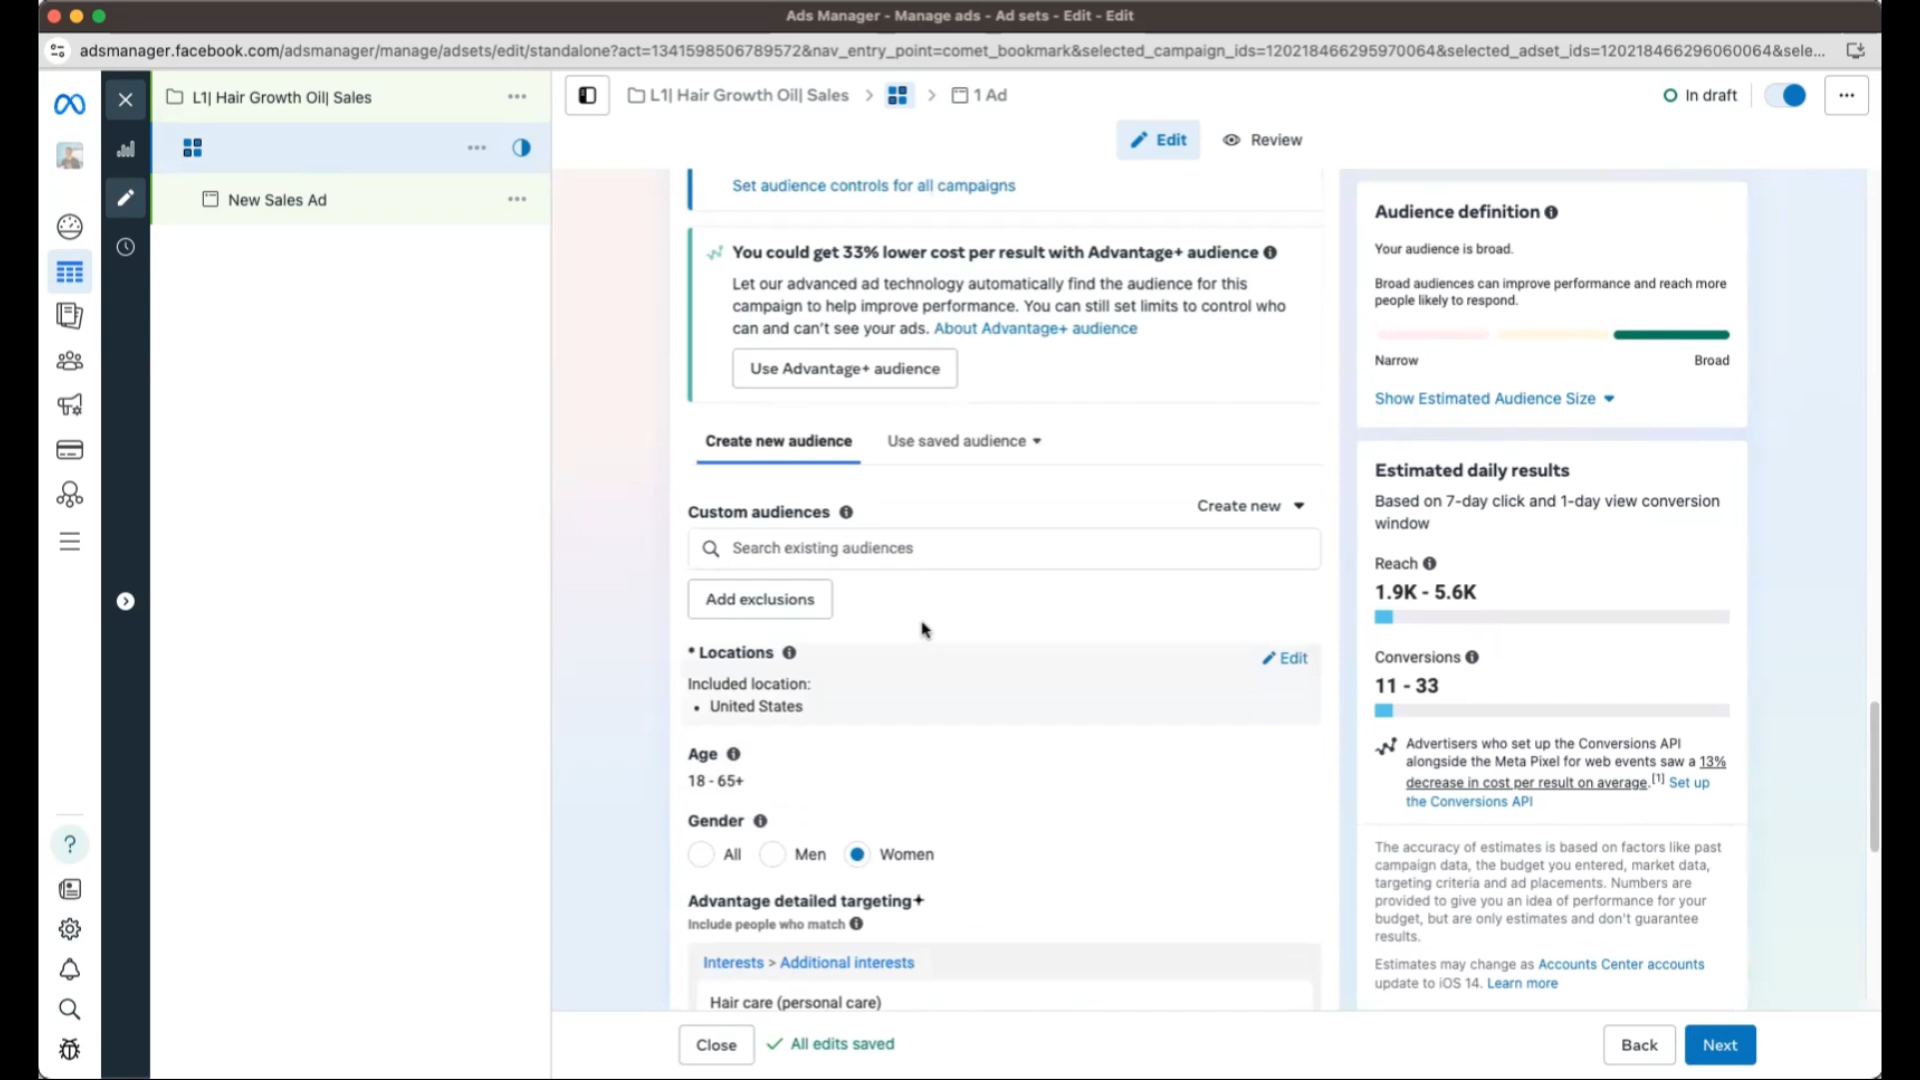 Ads Manager - Manage ads - Ad sets - Edit - Edit
adsmanager.facebook.com/adsmanager/manage/adsets/edit/standalone?act=1341598506789572&nav_entry_point=comet_bookmark&selected_campaign_ids=120218466295970064&selected_adset_ids=120218466296060064&sele...
L1| Hair Growth Oil| Sales
New Sales Ad
L1| Hair Growth Oil| Sales
1 Ad
In draft
Edit
Review
Set audience controls for all campaigns
You could get 33% lower cost per result with Advantage+ audience
Let our advanced ad technology automatically find the audience for this
campaign to help improve performance. You can still set limits to control who
can and can't see your ads. About Advantage+ audience
Use Advantage+ audience
Create new audience
Use saved audience
Custom audiences
Create new
Search existing audiences
Add exclusions
* Locations
Edit
Included location:
• United States
Age
18 - 65+
Gender
All
Men
Women
Advantage detailed targeting+
Include people who match
Interests > Additional interests
Hair care (personal care)
Close
All edits saved
Back
Next
Audience definition
Your audience is broad.
Broad audiences can improve performance and reach more
people likely to respond.
Narrow
Broad
Show Estimated Audience Size
Estimated daily results
Based on 7-day click and 1-day view conversion
window
Reach
1.9K - 5.6K
Conversions
11 - 33
Advertisers who set up the Conversions API
alongside the Meta Pixel for web events saw a 13%
decrease in cost per result on average.[1] Set up
the Conversions API
The accuracy of estimates is based on factors like past
campaign data, the budget you entered, market data,
targeting criteria and ad placements. Numbers are
provided to give you an idea of performance for your
budget, but are only estimates and don't guarantee
results.
Estimates may change as Accounts Center accounts
update to iOS 14. Learn more